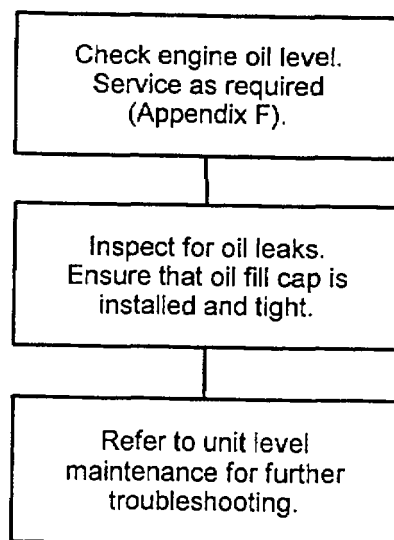 Check engine oil level.
Service as required
(Appendix F).
Inspect for oil leaks.
Ensure that oil fill cap is
installed and tight.
Refer to unit level
maintenance for further
troubleshooting.